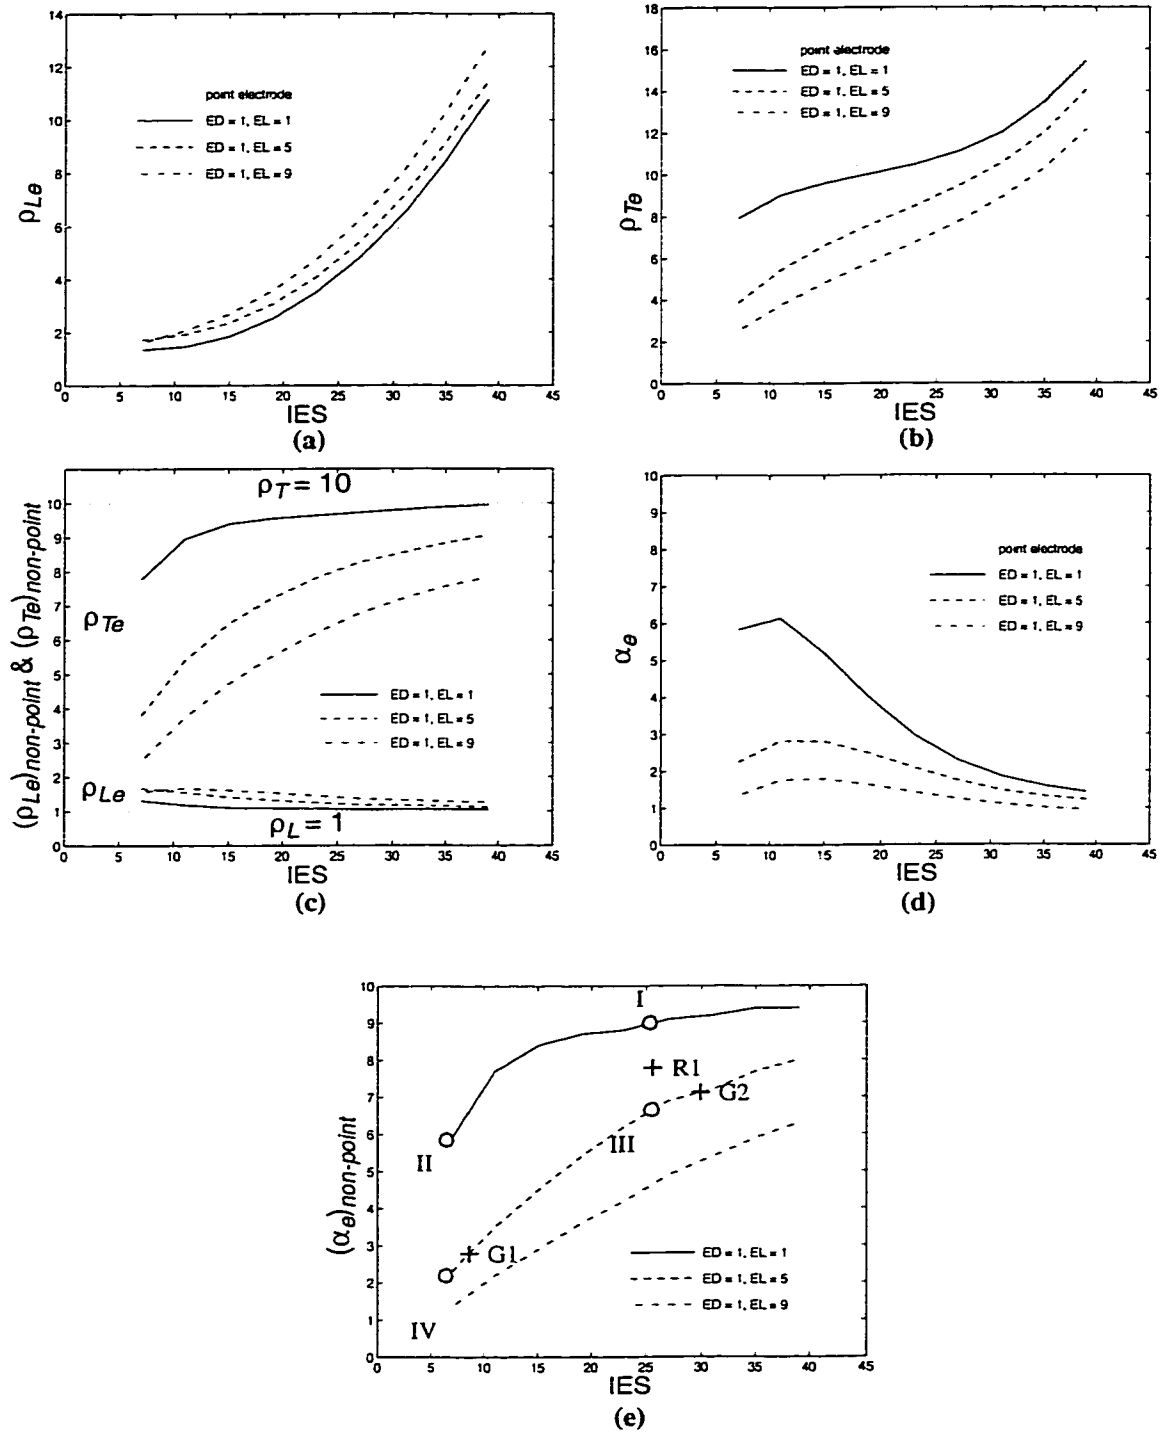 14
12
10
8
6
4
2
0
ρLe
point electrode
ED = 1, EL = 1
ED = 1, EL = 5
ED = 1, EL = 9
0 5 10 15 20 25 30 35 40 45
IES
(a)
18
16
14
12
10
8
6
4
2
0
ρTe
point electrode
ED = 1, EL = 1
ED = 1, EL = 5
ED = 1, EL = 9
0 5 10 15 20 25 30 35 40 45
IES
(b)
(ρLe)non-point & (ρTe)non-point
10
9
8
7
6
5
4
3
2
1
0
ρT = 10
ρTe
ED = 1, EL = 1
ED = 1, EL = 5
ED = 1, EL = 9
ρLe
ρL = 1
0 5 10 15 20 25 30 35 40 45
IES
(c)
10
9
8
7
6
5
4
3
2
1
0
αe
point electrode
ED = 1, EL = 1
ED = 1, EL = 5
ED = 1, EL = 9
0 5 10 15 20 25 30 35 40 45
IES
(d)
(αe)non-point
10
9
8
7
6
5
4
3
2
1
0
I
R1
G2
III
II
G1
IV
ED = 1, EL = 1
ED = 1, EL = 5
ED = 1, EL = 9
0 5 10 15 20 25 30 35 40 45
IES
(e)